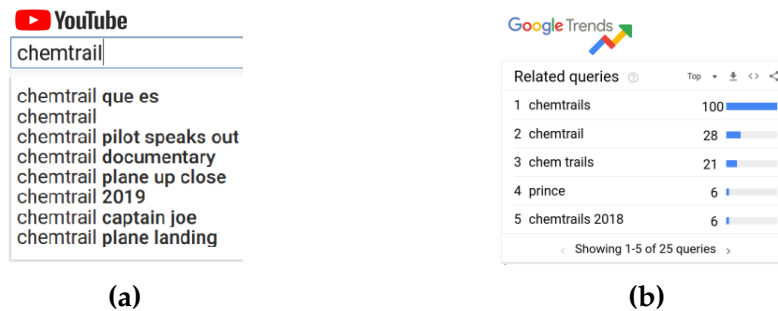 YouTube
chemtrail
chemtrail que es
chemtrail
chemtrail pilot speaks out
chemtrail documentary
chemtrail plane up close
chemtrail 2019
chemtrail captain joe
chemtrail plane landing
(a)
Google Trends
Related queries ? Top
1 chemtrails 100
2 chemtrail 28
3 chem trails 21
4 prince 6
5 chemtrails 2018 6
< Showing 1-5 of 25 queries >
(b)